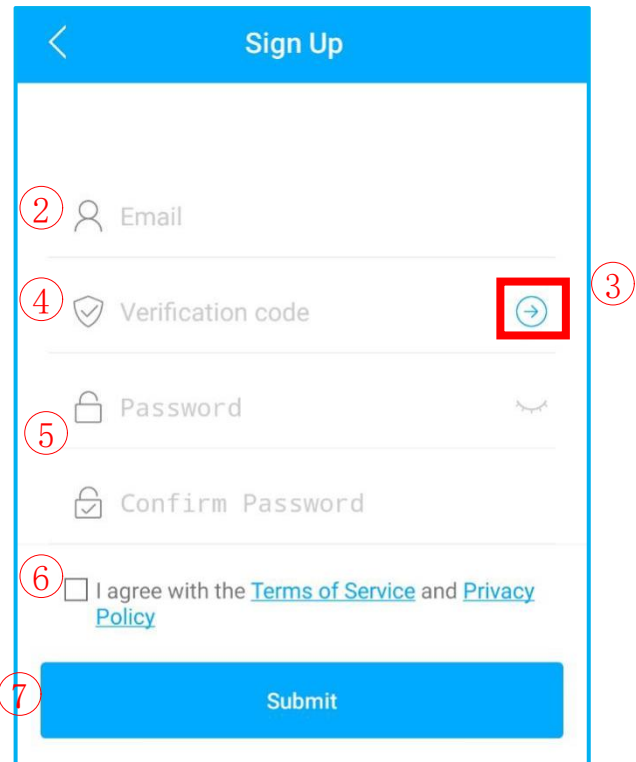 Sign Up
② Email
③
④ Verification code
Password
⑤
Confirm Password
⑥ I agree with the Terms of Service and Privacy
Policy
⑦ Submit